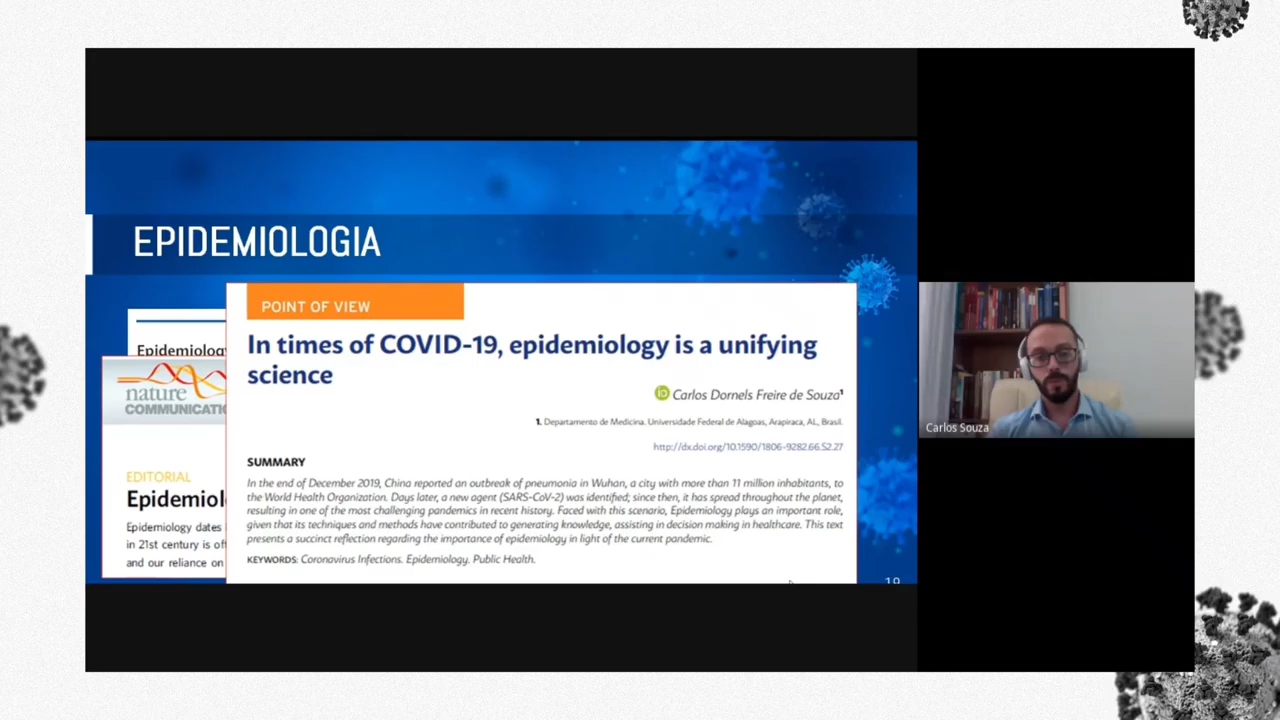 EPIDEMIOLOGIA
POINT OF VIEW
In times of COVID-19, epidemiology is a unifying
science
iD Carlos Dornels Freire de Souza¹
1. Departamento de Medicina. Universidade Federal de Alagoas, Arapiraca, AL, Brasil.
http://dx.doi.org/10.1590/1806-9282.66.S2.27
SUMMARY
In the end of December 2019, China reported an outbreak of pneumonia in Wuhan, a city with more than 11 million inhabitants, to
the World Health Organization. Days later, a new agent (SARS-CoV-2) was identified; since then, it has spread throughout the planet,
resulting in one of the most challenging pandemics in recent history. Faced with this scenario, Epidemiology plays an important role,
given that its techniques and methods have contributed to generating knowledge, assisting in decision making in healthcare. This text
presents a succinct reflection regarding the importance of epidemiology in light of the current pandemic.
KEYWORDS: Coronavirus Infections. Epidemiology. Public Health.
Epidemiology
nature
COMMUNICATIO
EDITORIAL
Epidemiol
Epidemiology dates
in 21st century is of
and our reliance on
19
Carlos Souza